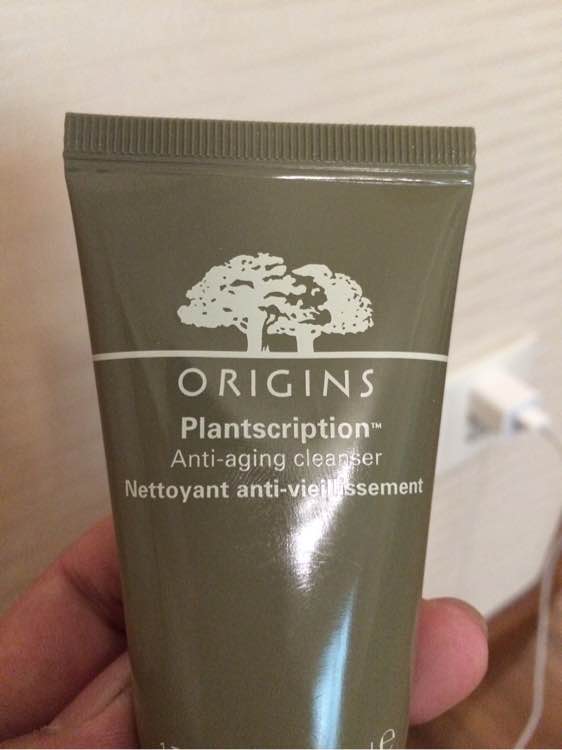 ORIGINS
Plantscription™
Anti-aging cleanser
Nettoyant anti-vieillissement